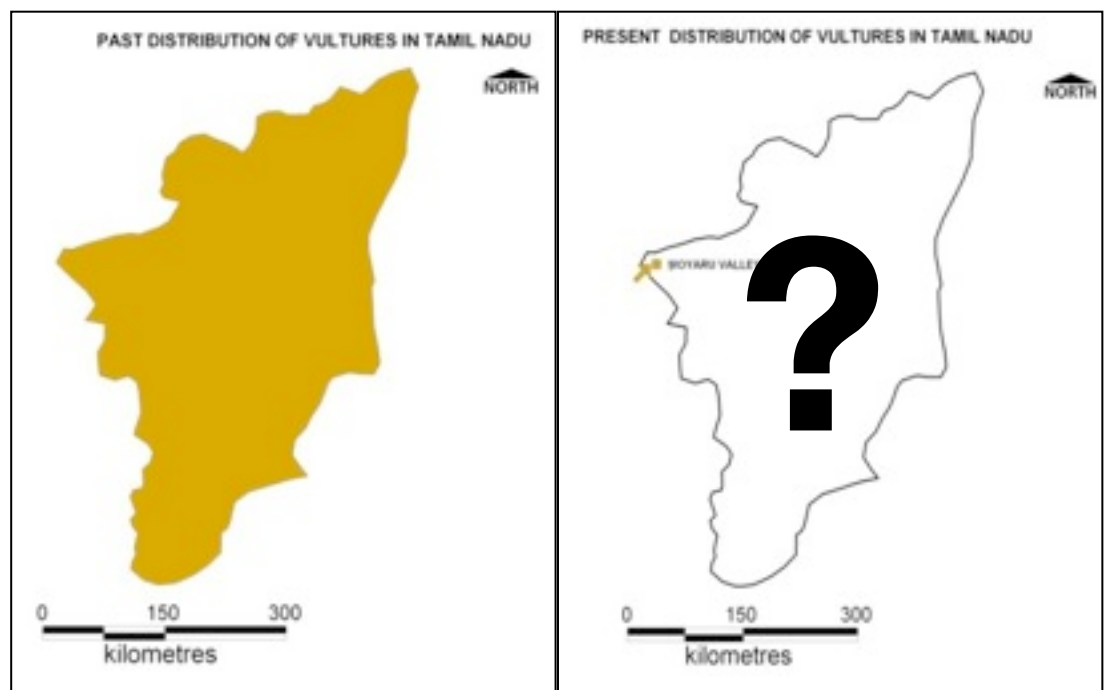 PAST DISTRIBUTION OF VULTURES IN TAMIL NADU
NORTH
0 150 300
kilometres
PRESENT DISTRIBUTION OF VULTURES IN TAMIL NADU
NORTH
MOYARU VALLEY
?
0 150 300
kilometres